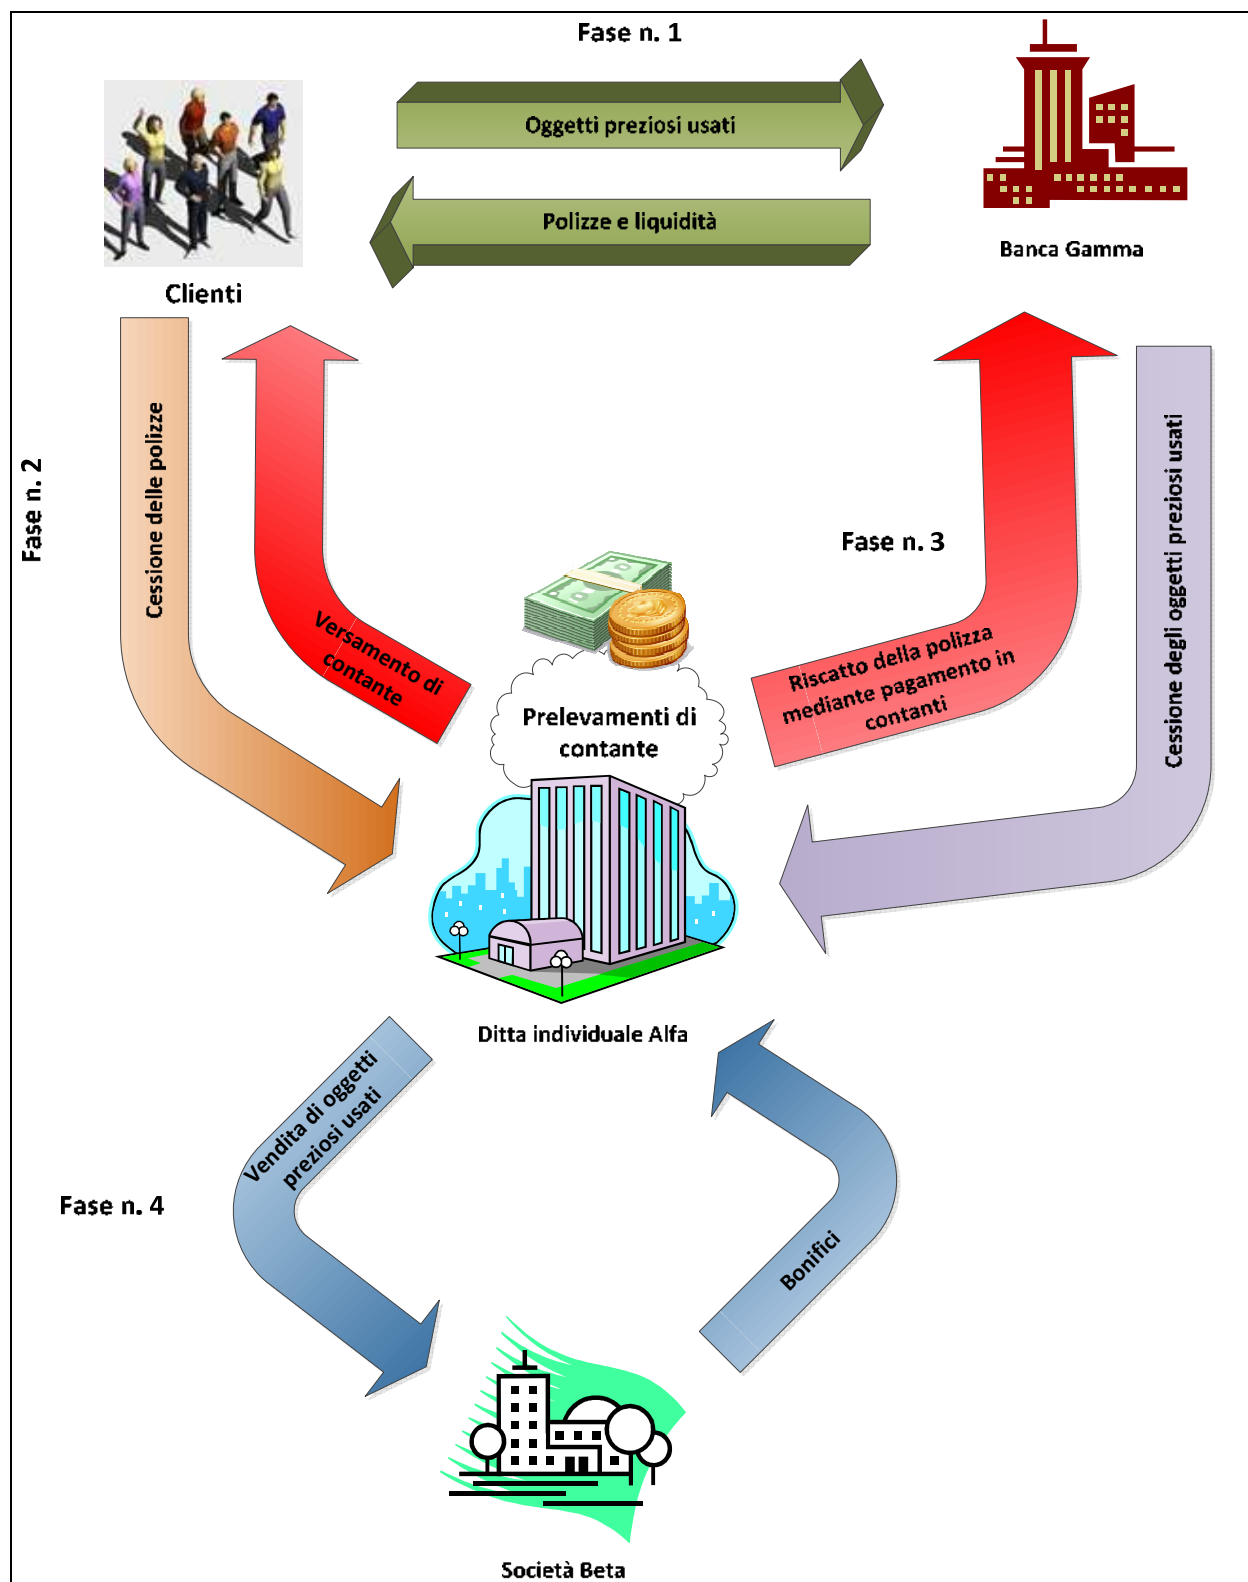 Fase n. 1
Oggetti preziosi usati
Polizze e liquidità
Banca Gamma
Clienti
Fase n. 2
Cessione delle polizze
Versamento di
contante
Fase n. 3
Riscatto della polizza
mediante pagamento in
contanti
Cessione degli oggetti preziosi usati
Prelevamenti di
contante
Ditta individuale Alfa
Vendita di oggetti
preziosi usati
Fase n. 4
Bonifici
Società Beta